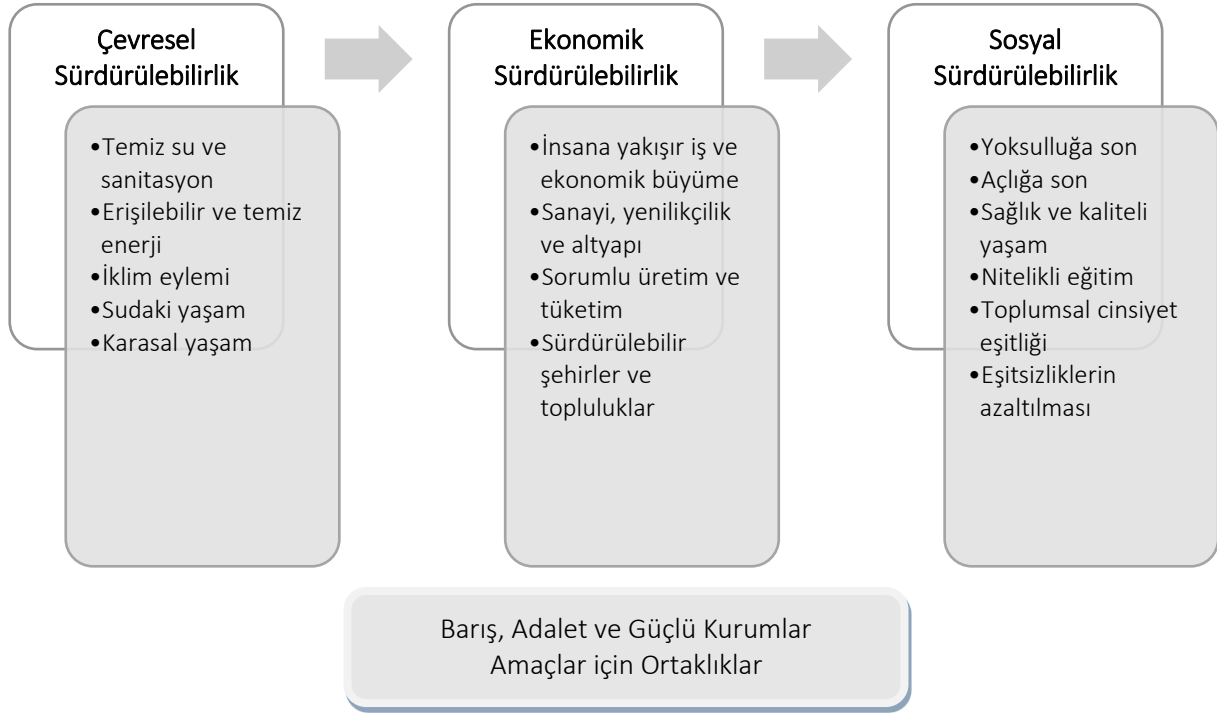 Çevresel
Sürdürülebilirlik
•Temiz su ve
sanitasyon
•Erişilebilir ve temiz
enerji
•İklim eylemi
•Sudaki yaşam
•Karasal yaşam
Ekonomik
Sürdürülebilirlik
•İnsana yakışır iş ve
ekonomik büyüme
•Sanayi, yenilikçilik
ve altyapı
•Sorumlu üretim ve
tüketim
•Sürdürülebilir
şehirler ve
topluluklar
Sosyal
Sürdürülebilirlik
•Yoksulluğa son
•Açlığa son
•Sağlık ve kaliteli
yaşam
•Nitelikli eğitim
•Toplumsal cinsiyet
eşitliği
•Eşitsizliklerin
azaltılması
Barış, Adalet ve Güçlü Kurumlar
Amaçlar için Ortaklıklar